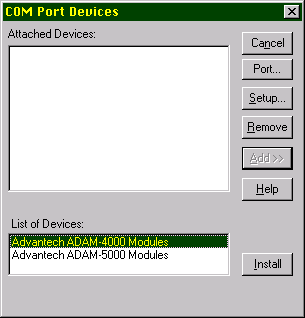 COM Port Devices
Attached Devices:
Cancel
Port...
Setup...
Remove
Add >>
Help
List of Devices:
Advantech ADAM-4000 Modules
Advantech ADAM-5000 Modules
Install